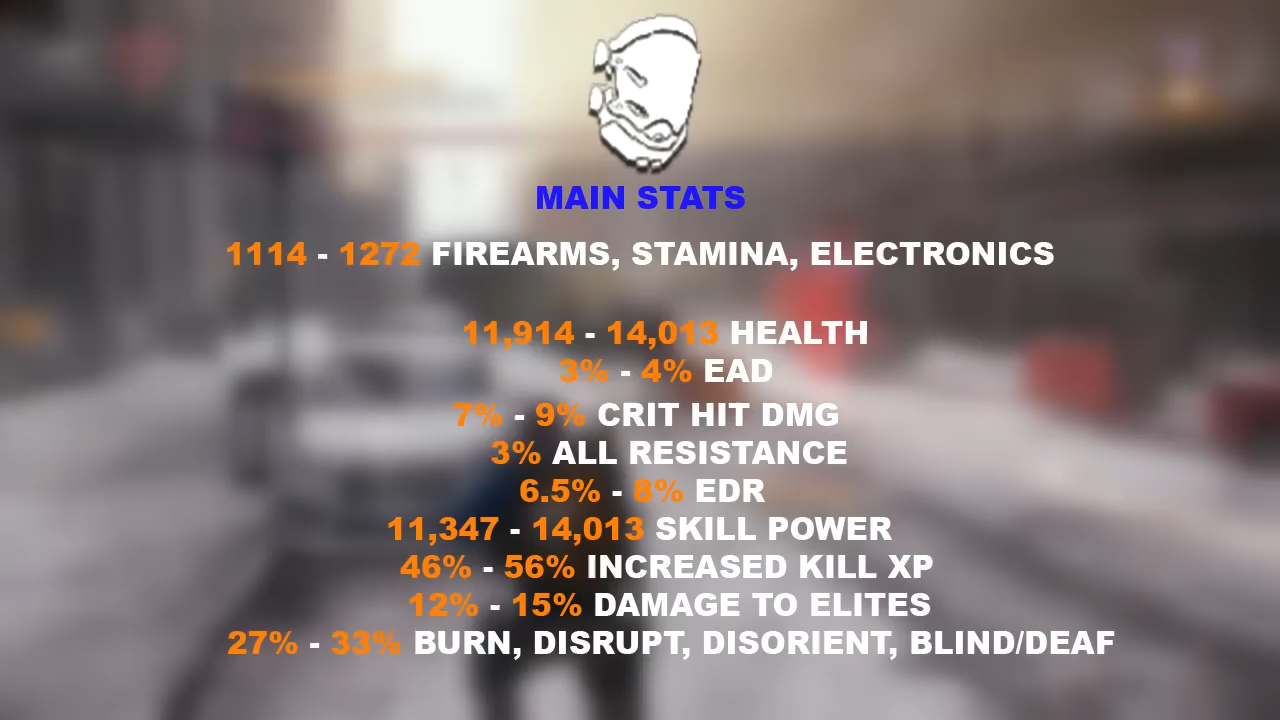 MAIN STATS
1114 - 1272 FIREARMS, STAMINA, ELECTRONICS
11,914 - 14,013 HEALTH
3% - 4% EAD
7% - 9% CRIT HIT DMG
3% ALL RESISTANCE
6.5% - 8% EDR
11,347 - 14,013 SKILL POWER
46% - 56% INCREASED KILL XP
12% - 15% DAMAGE TO ELITES
27% - 33% BURN, DISRUPT, DISORIENT, BLIND/DEAF